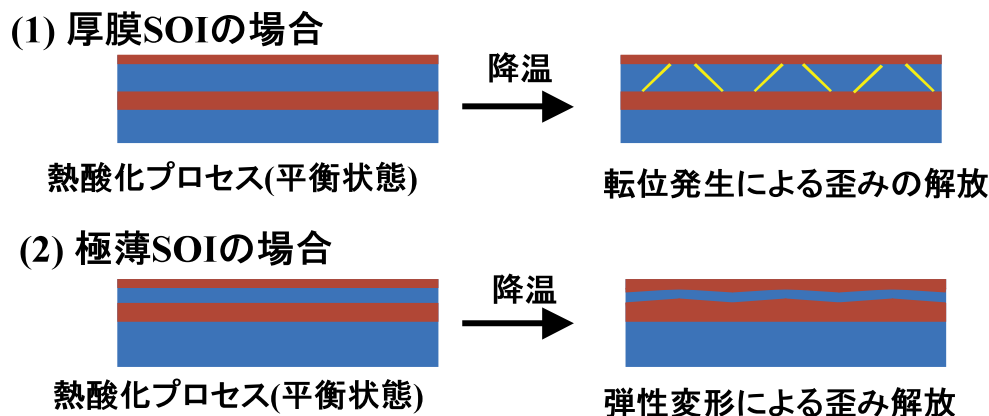 (1) 厚膜SOIの場合
降温
熱酸化プロセス(平衡状態)
転位発生による歪みの解放
(2) 極薄SOIの場合
降温
熱酸化プロセス(平衡状態)
弾性変形による歪み解放